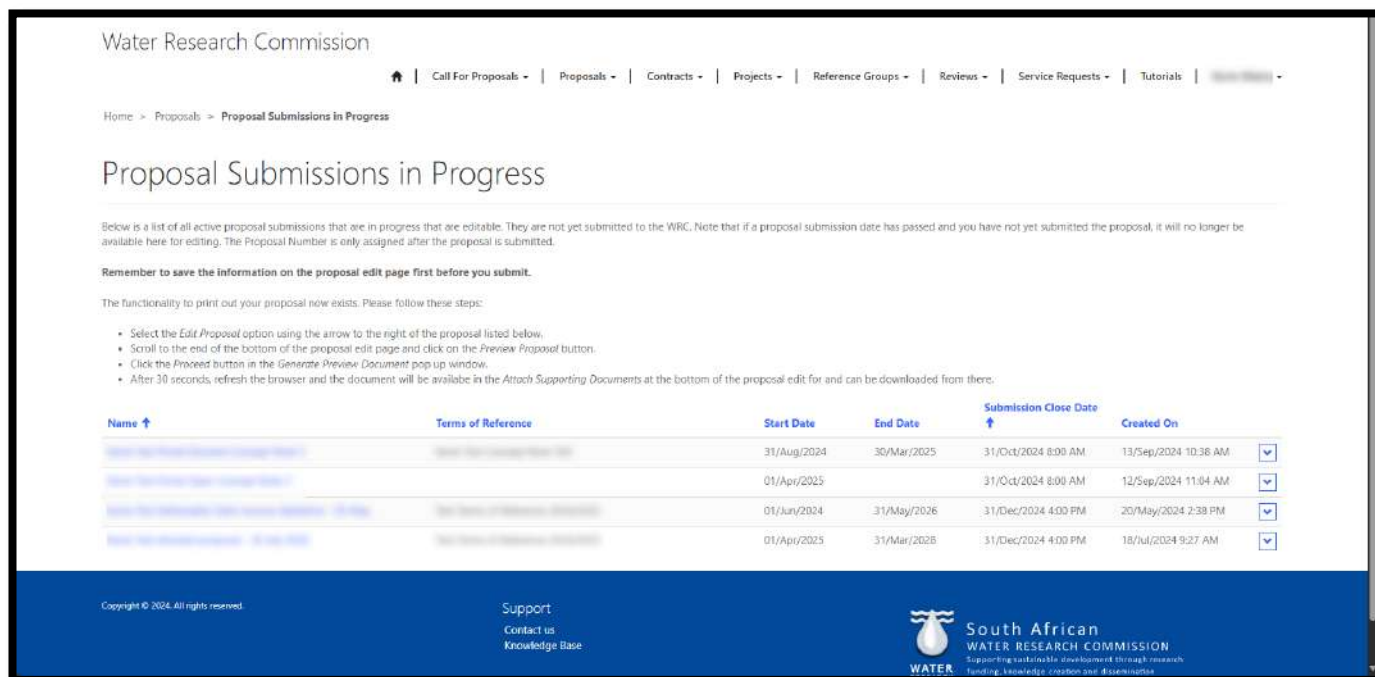 Water Research Commission
Call For Proposals | Proposals | Contracts | Projects | Reference Groups | Reviews | Service Requests | Tutorials |
Home > Proposals > Proposal Submissions in Progress
Proposal Submissions in Progress
Below is a list of all active proposal submissions that are in progress that are editable. They are not yet submitted to the WRC. Note that if a proposal submission date has passed and you have not yet submitted the proposal, it will no longer be
available here for editing. The Proposal Number is only assigned after the proposal is submitted.
Remember to save the information on the proposal edit page first before you submit.
The functionality to print out your proposal now exists. Please follow these steps:
• Select the Edit Proposal option using the arrow to the right of the proposal listed below.
• Scroll to the end of the bottom of the proposal edit page and click on the Preview Proposal button.
• Click the Proceed button in the Generate Preview Document pop up window.
• After 30 seconds, refresh the browser and the document will be availabe in the Attach Supporting Documents at the bottom of the proposal edit for and can be downloaded from there.
Name ↑ Terms of Reference Start Date End Date Submission Close Date ↑ Created On
31/Aug/2024 30/Mar/2025 31/Oct/2024 8:00 AM 13/Sep/2024 10:38 AM
01/Apr/2025 31/Oct/2024 8:00 AM 12/Sep/2024 11:04 AM
01/Jun/2024 31/May/2026 31/Dec/2024 4:00 PM 20/May/2024 2:38 PM
01/Apr/2025 31/Mar/2028 31/Dec/2024 4:00 PM 18/Jul/2024 9:27 AM
Copyright © 2024. All rights reserved.
Support
Contact us
Knowledge Base
WATER
South African
WATER RESEARCH COMMISSION
Supporting sustainable development through research
funding, knowledge creation and dissemination